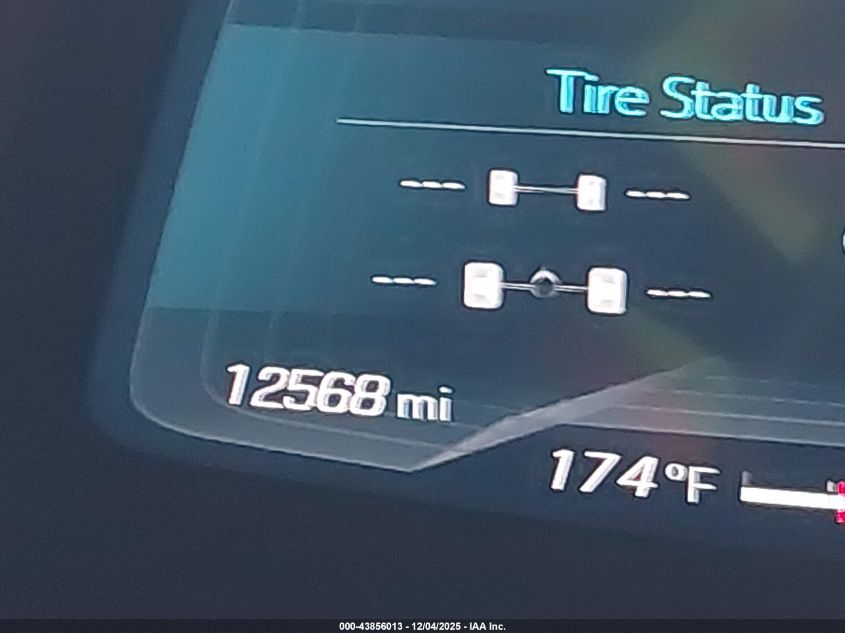 Tire Status
--- ---
--- ---
12568 mi
174°F
000-43856013 - 12/04/2025 - IAA Inc.